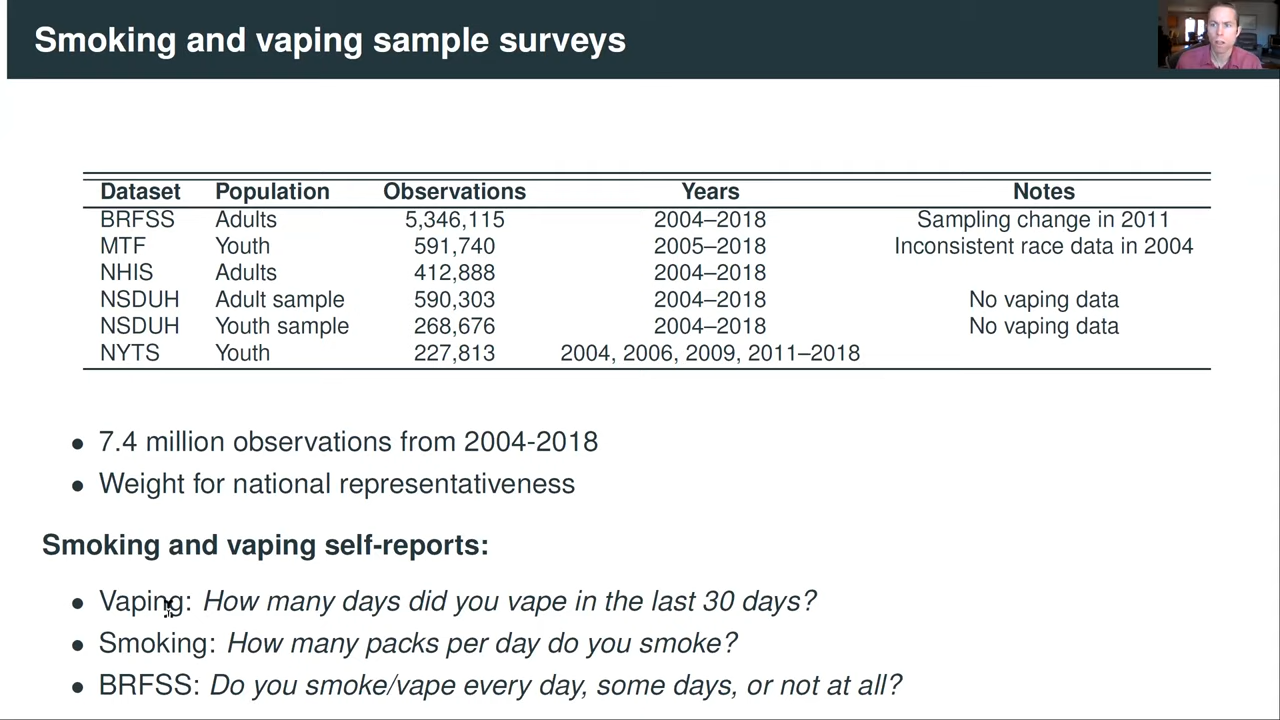 Smoking and vaping sample surveys
Dataset Population Observations Years Notes
BRFSS Adults 5,346,115 2004–2018 Sampling change in 2011
MTF Youth 591,740 2005–2018 Inconsistent race data in 2004
NHIS Adults 412,888 2004–2018
NSDUH Adult sample 590,303 2004–2018 No vaping data
NSDUH Youth sample 268,676 2004–2018 No vaping data
NYTS Youth 227,813 2004, 2006, 2009, 2011–2018
• 7.4 million observations from 2004-2018
• Weight for national representativeness
Smoking and vaping self-reports:
• Vaping: How many days did you vape in the last 30 days?
• Smoking: How many packs per day do you smoke?
• BRFSS: Do you smoke/vape every day, some days, or not at all?